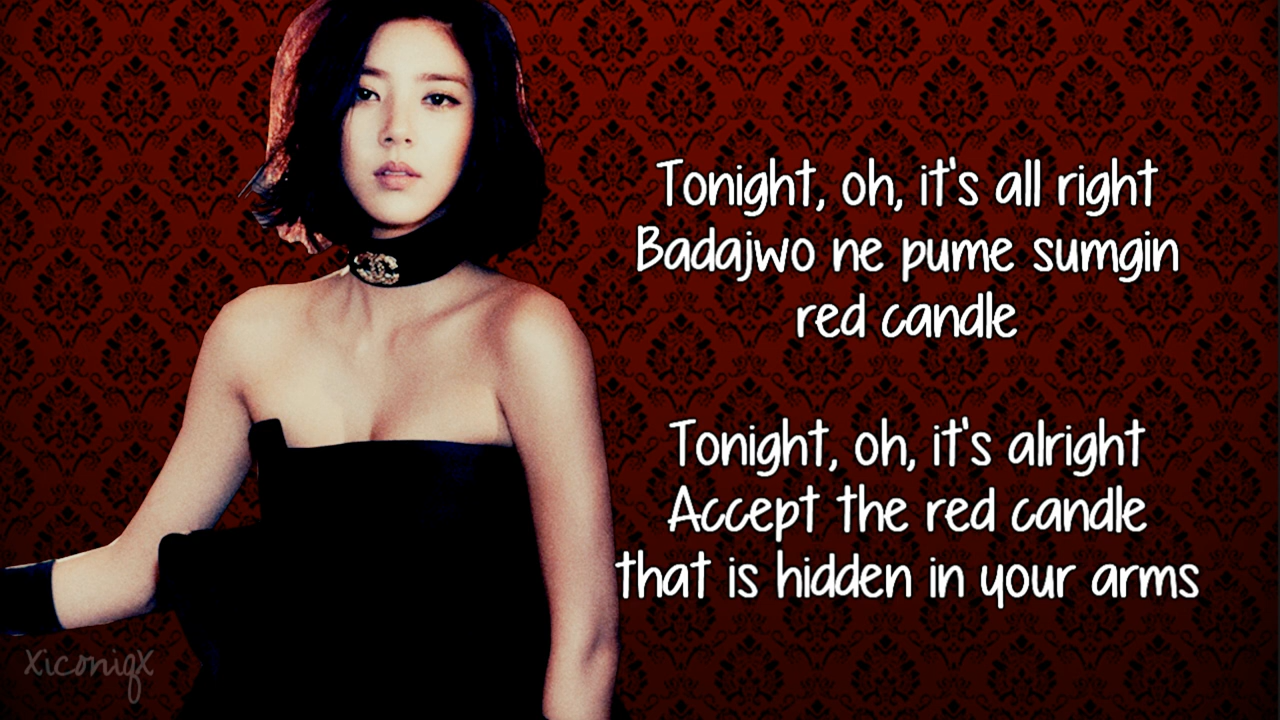 Tonight, oh, it's all right
Badajwo ne pume sumgin
red candle
Tonight, oh, it's alright
Accept the red candle
that is hidden in your arms
xiconiqx